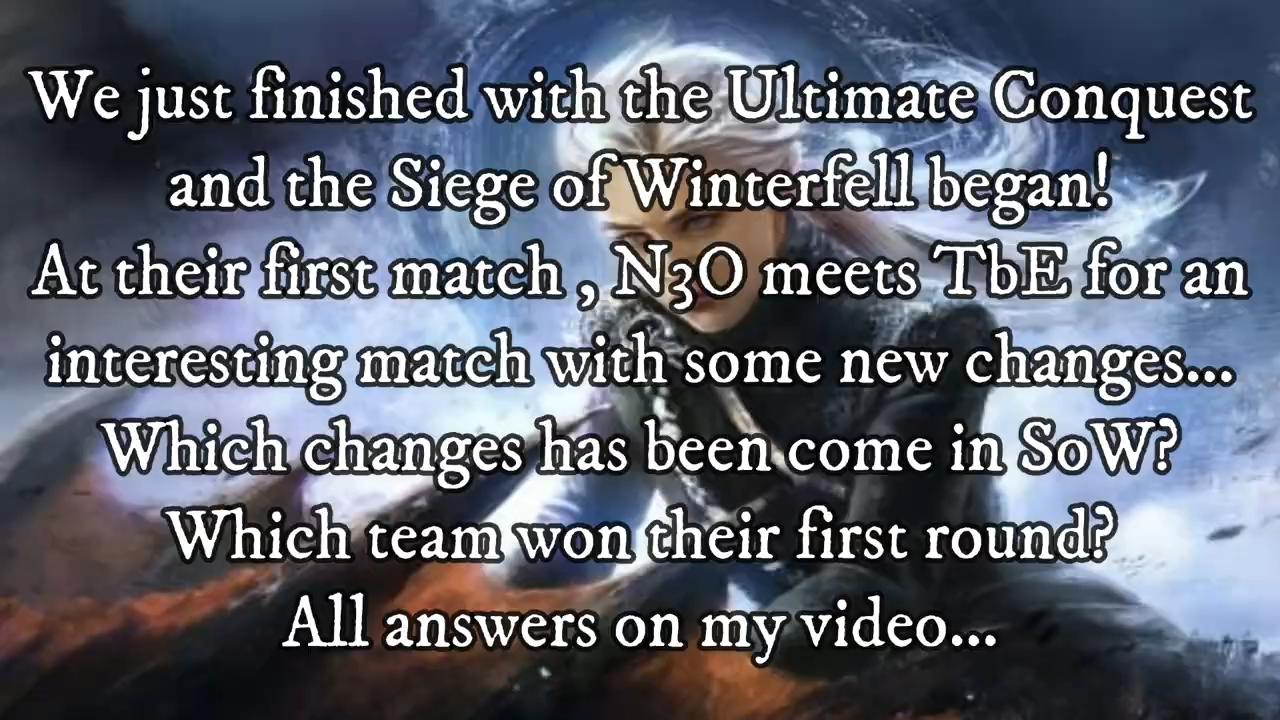 We just finished with the Ultimate Conquest
and the Siege of Winterfell began!
At their first match , N3O meets TbE for an
interesting match with some new changes...
Which changes has been come in SoW?
Which team won their first round?
All answers on my video...